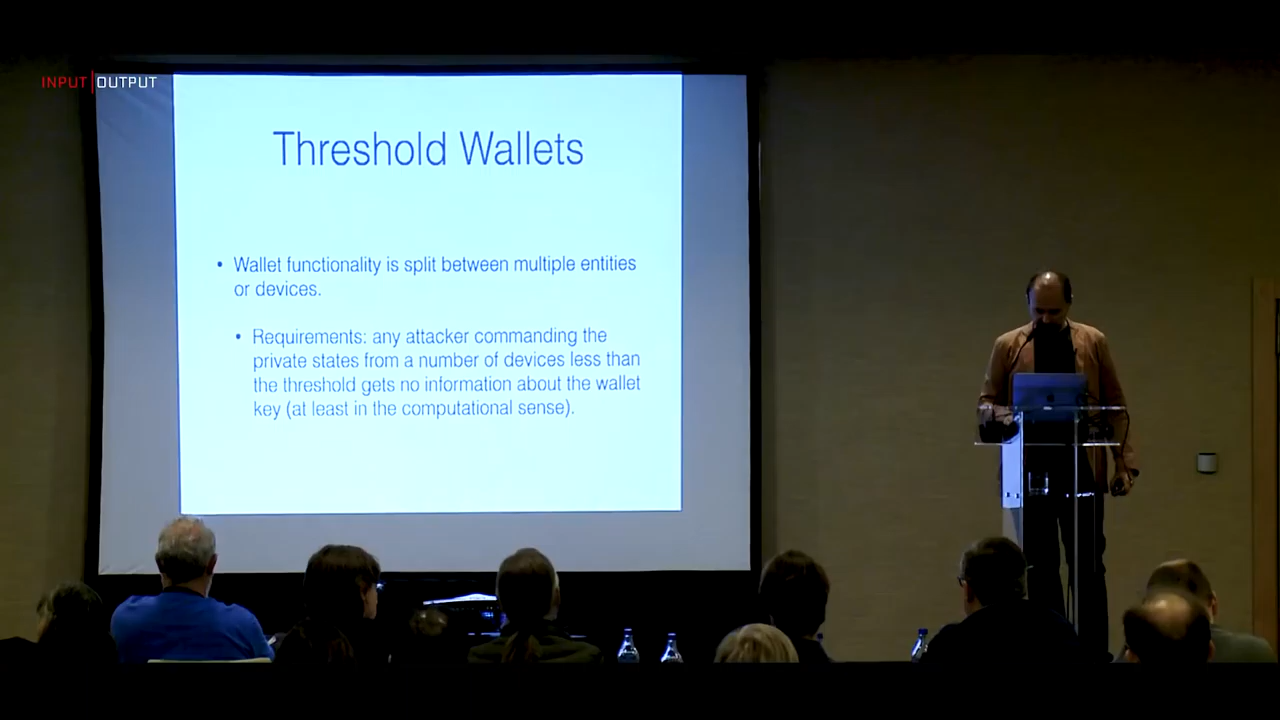 INPUT|OUTPUT
Threshold Wallets
• Wallet functionality is split between multiple entities
or devices.
• Requirements: any attacker commanding the
private states from a number of devices less than
the threshold gets no information about the wallet
key (at least in the computational sense).